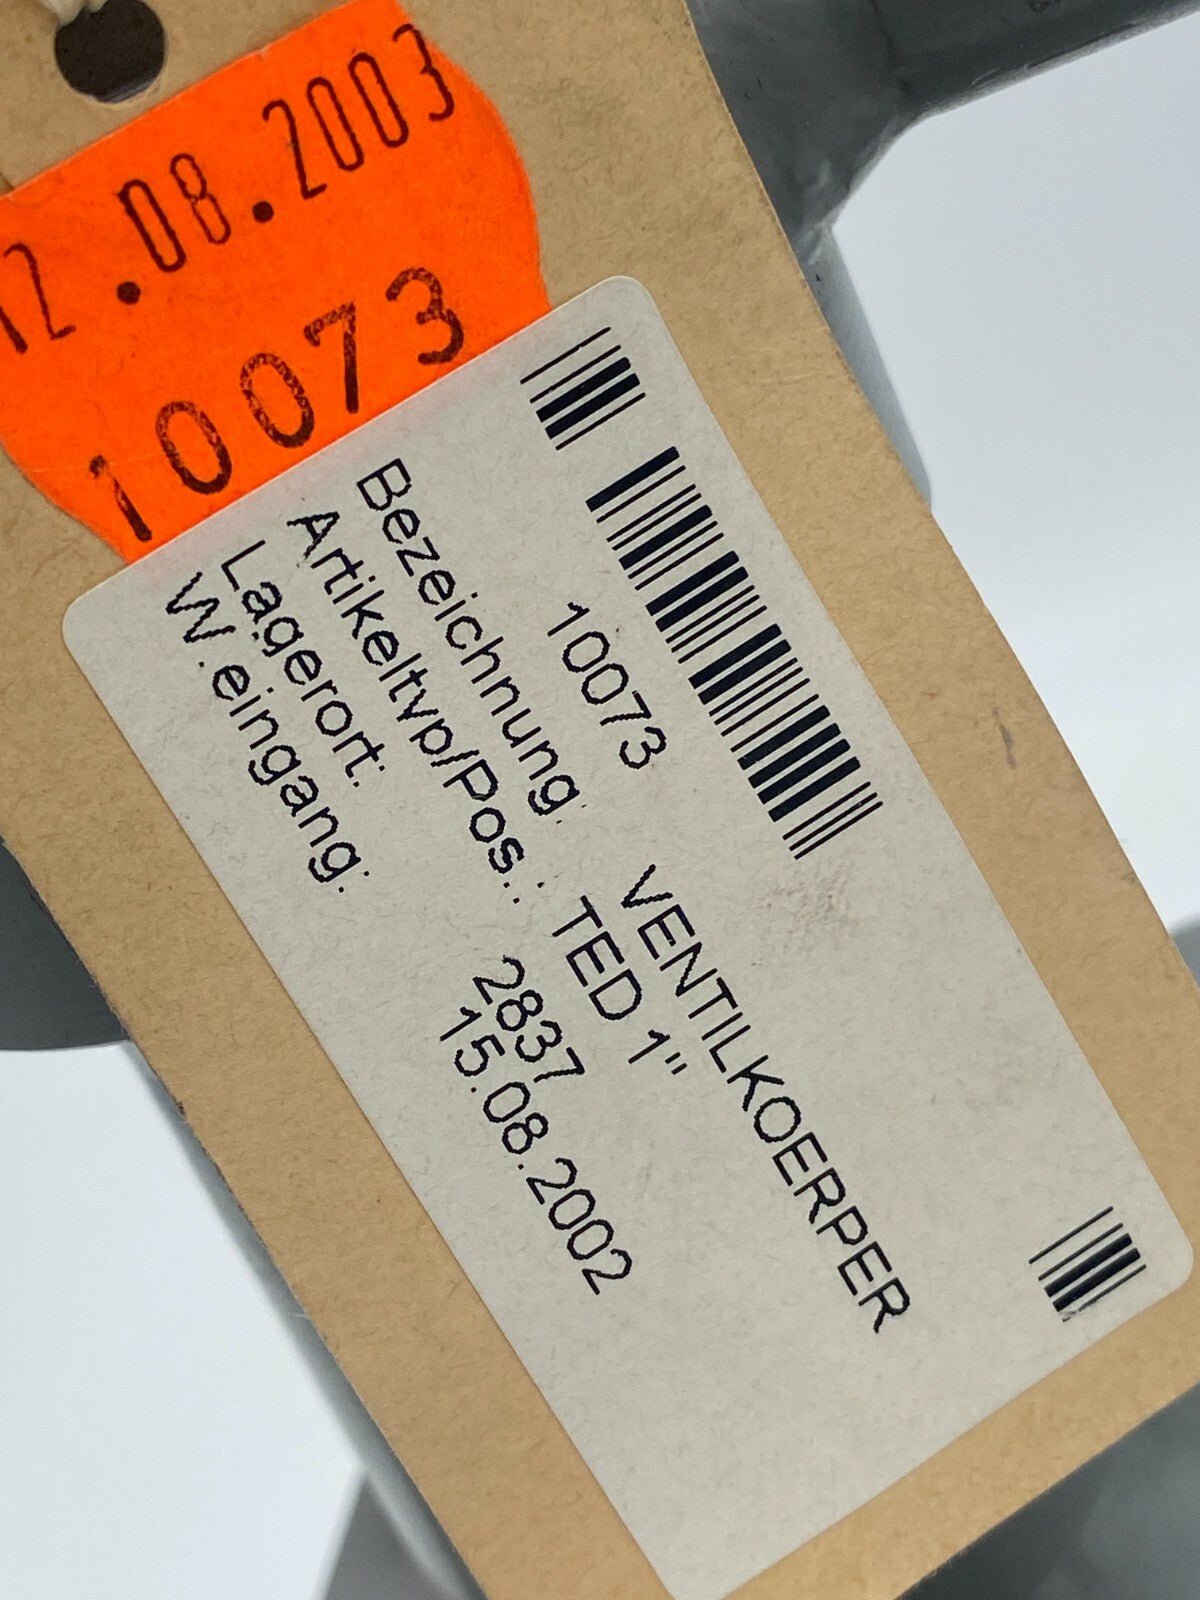 12.08.2003
10073
10073
Bezeichnung: VENTILKOERPER
Artikeltyp/Pos.: TED 1"
Lagerort: 2837
W.eingang: 15.08.2002